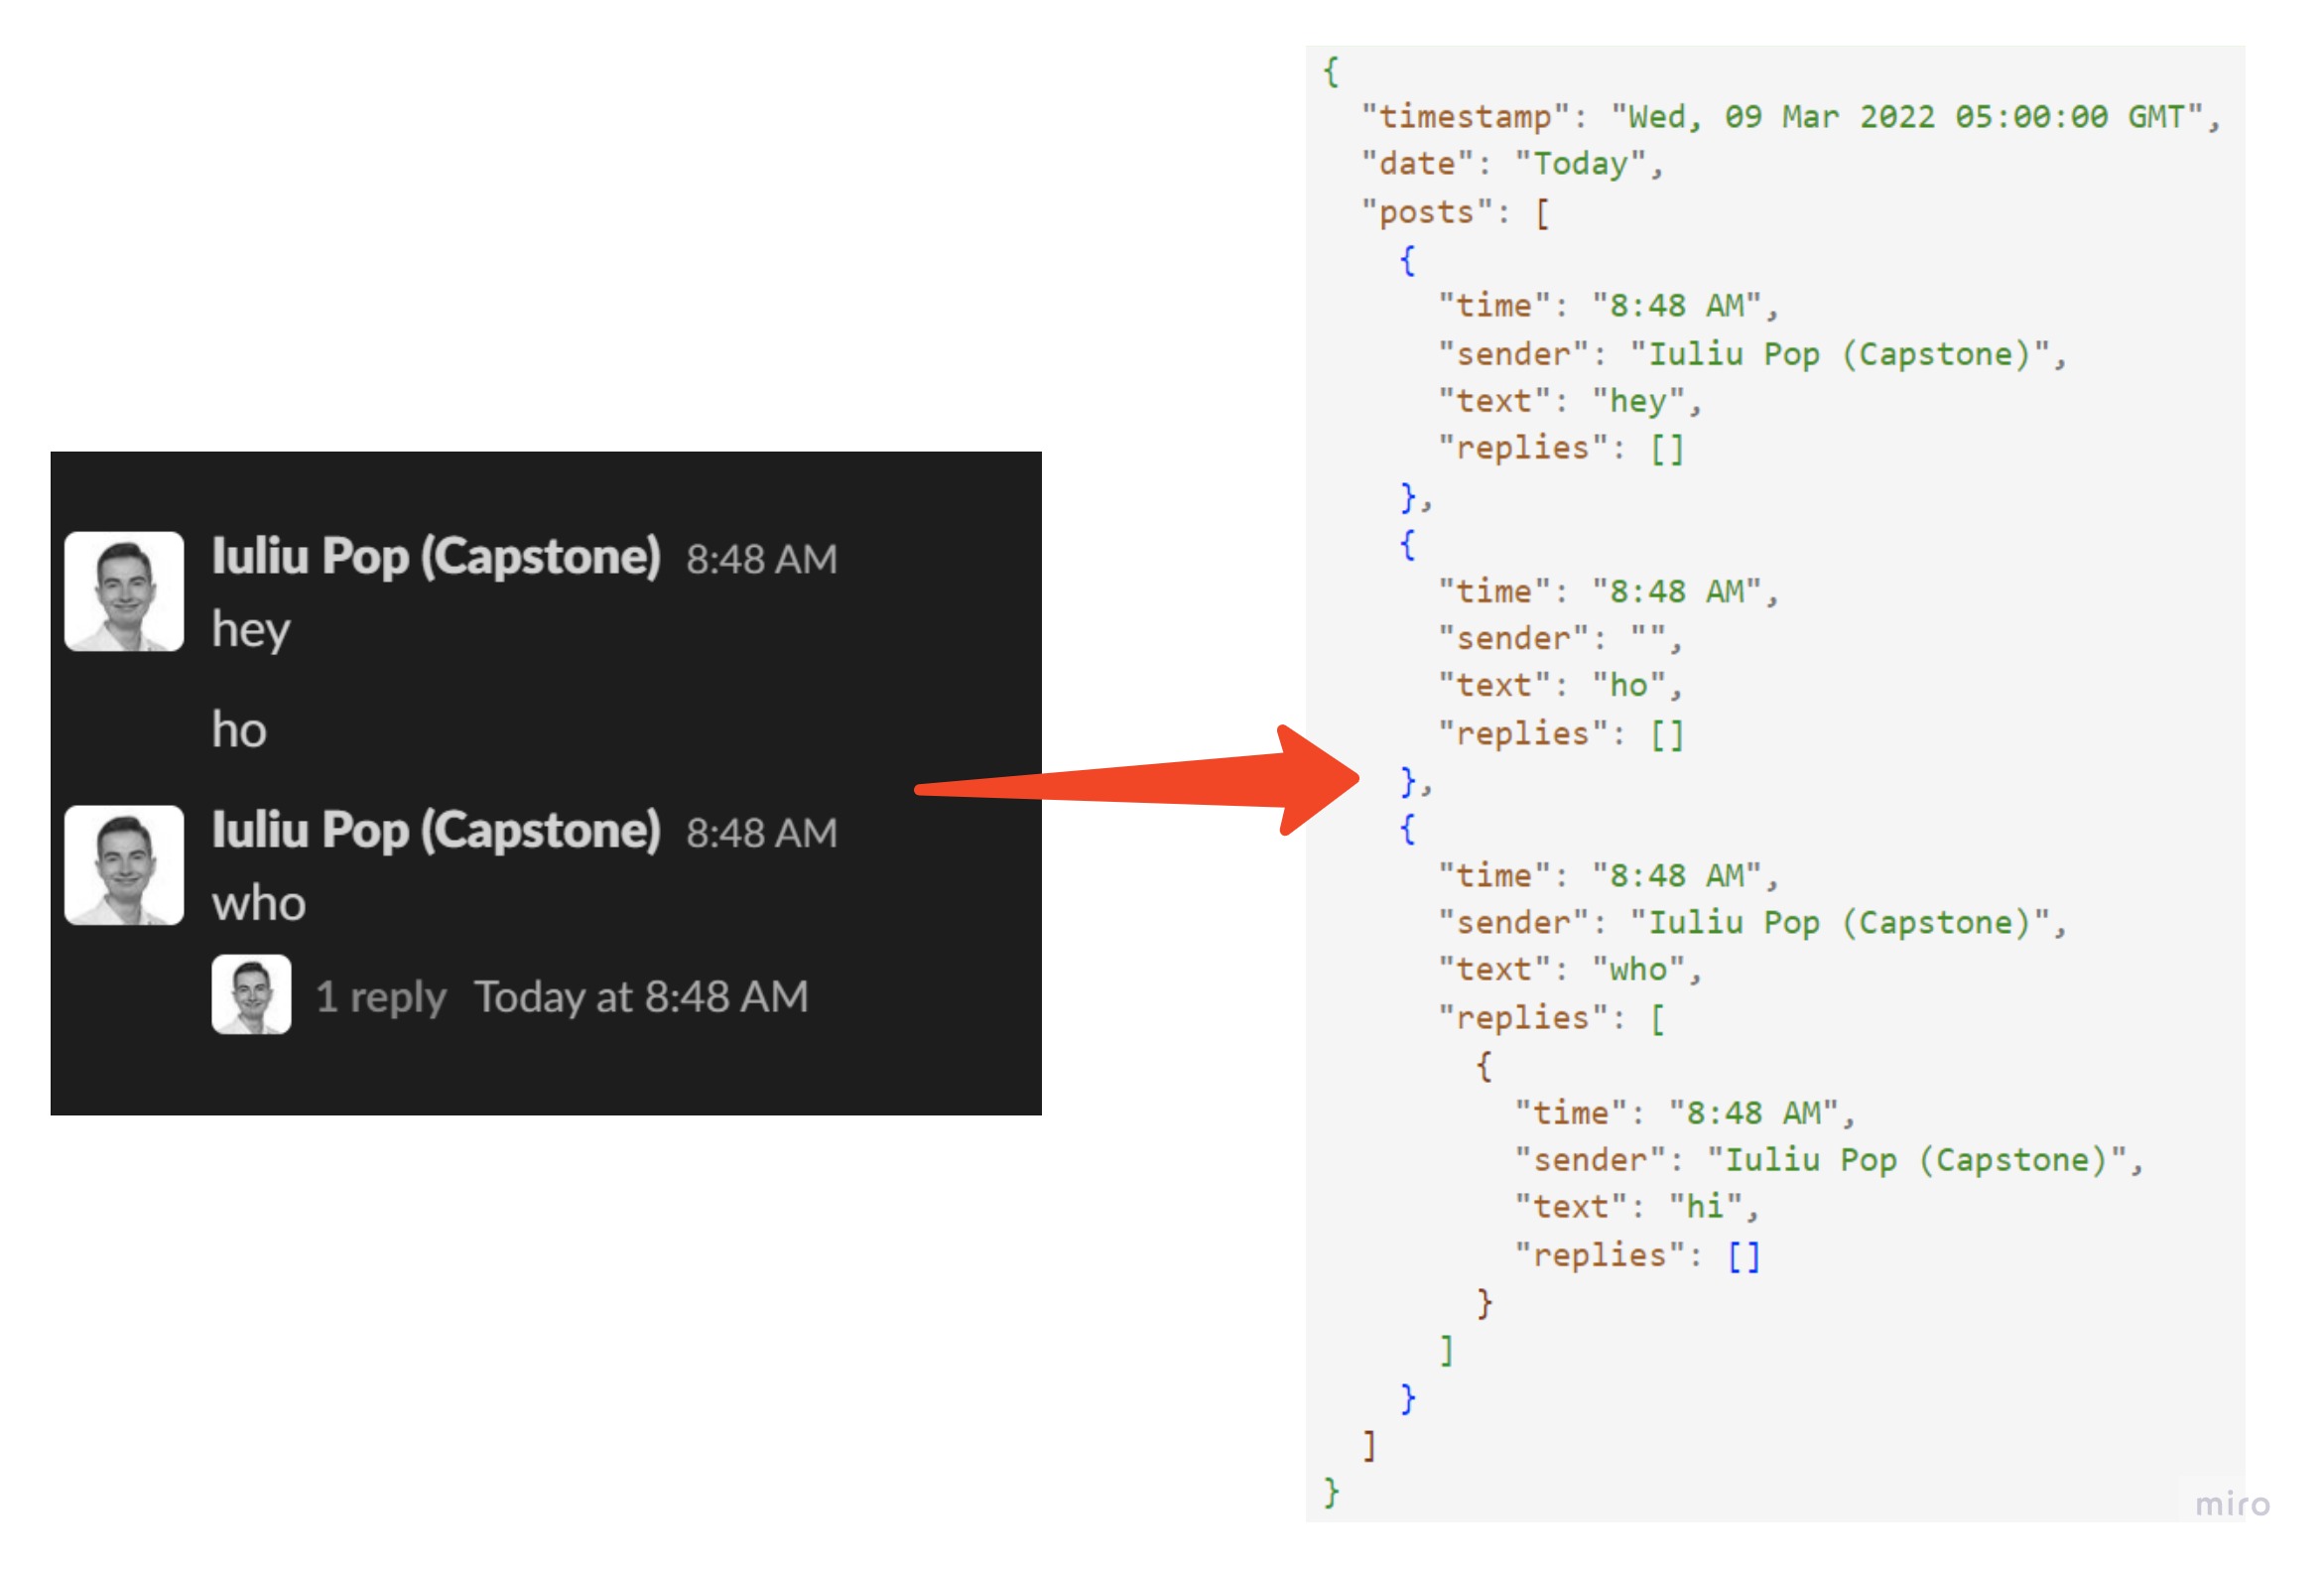 Iuliu Pop (Capstone) 8:48 AM
hey
ho
Iuliu Pop (Capstone) 8:48 AM
who
1 reply Today at 8:48 AM
{
"timestamp": "Wed, 09 Mar 2022 05:00:00 GMT",
"date": "Today",
"posts": [
{
"time": "8:48 AM",
"sender": "Iuliu Pop (Capstone)",
"text": "hey",
"replies": []
},
{
"time": "8:48 AM",
"sender": "",
"text": "ho",
"replies": []
},
{
"time": "8:48 AM",
"sender": "Iuliu Pop (Capstone)",
"text": "who",
"replies": [
{
"time": "8:48 AM",
"sender": "Iuliu Pop (Capstone)",
"text": "hi",
"replies": []
}
]
}
]
}
miro